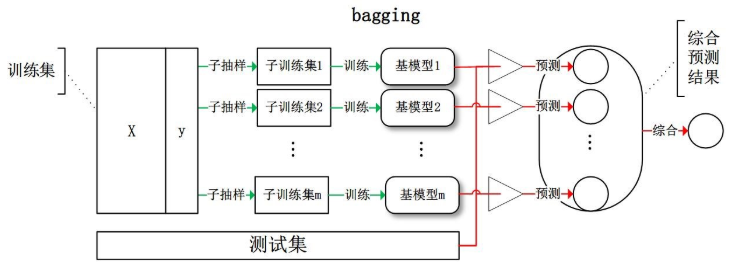 bagging
训练集
X
y
子抽样
子训练集1
训练
基模型1
预测
子抽样
子训练集2
训练
基模型2
预测
⋮
⋮
⋮
子抽样
子训练集m
训练
基模型m
预测
综合
预测
结果
综合
测试集